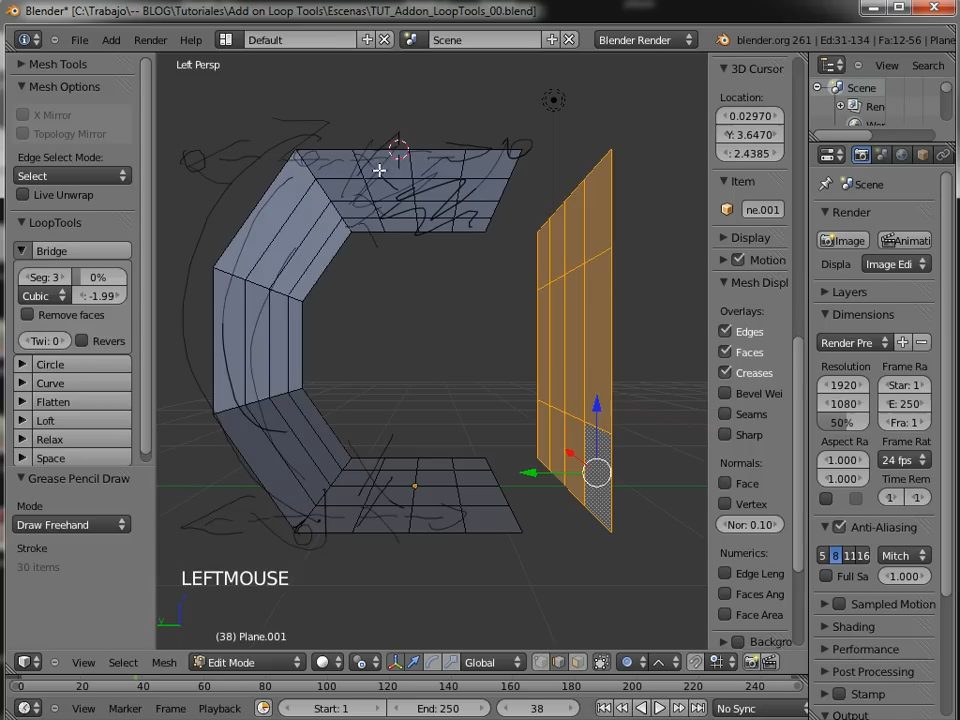 Blender* [C:\Trabajo\-- BLOG\Tutoriales\Add on Loop Tools\Escenas\TUT_Addon_LoopTools_00.blend]
File Add Render Help Default Scene Blender Render blender.org 261 | Ed:31-134 | Fa:12-56 | Plane
Mesh Tools
Mesh Options
X Mirror
Topology Mirror
Edge Select Mode:
Select
Live Unwrap
LoopTools
Bridge
Seg: 3 0%
Cubic : -1.99
Remove faces
Twi: 0 Revers
Circle
Curve
Flatten
Loft
Relax
Space
Grease Pencil Draw
Mode
Draw Freehand
Stroke
30 items
Left Persp
LEFTMOUSE
y
(38) Plane.001
3D Cursor
Location:
0.02970
Y: 3.6470
: 2.4385
Item
ne.001
Display
Motion
Mesh Displ
Overlays:
Edges
Faces
Creases
Bevel Wei
Seams
Sharp
Normals:
Face
Vertex
Nor: 0.10
Numerics:
Edge Leng
Faces Ang
Face Area
Backgro
View Search
Scene
Ren
Scene
Render
Image Animati
Displa Image Edi
Layers
Dimensions
Render Pre
Resolution Frame Ra
1920 Star: 1
1080 E: 250
50% Fra: 1
Aspect Ra Frame Rat
1.000 24 fps
1.000 Time Rem
1 1
Anti-Aliasing
5 8 11 16 Mitch
Full Sa 1.000
Sampled Motion
Shading
Performance
Post Processing
Stamp
Output
View Select Mesh Edit Mode Global
0 20 40 60 80 100 120 140 160 180 200 220 240
View Marker Frame Playback Start: 1 End: 250 38 No Sync